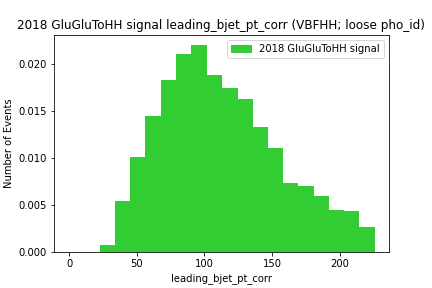 2018 GluGluToHH signal leading_bjet_pt_corr (VBFHH; loose pho_id)
2018 GluGluToHH signal
0.020
0.015
0.010
0.005
0.000
Number of Events
0
50
100
150
200
leading_bjet_pt_corr